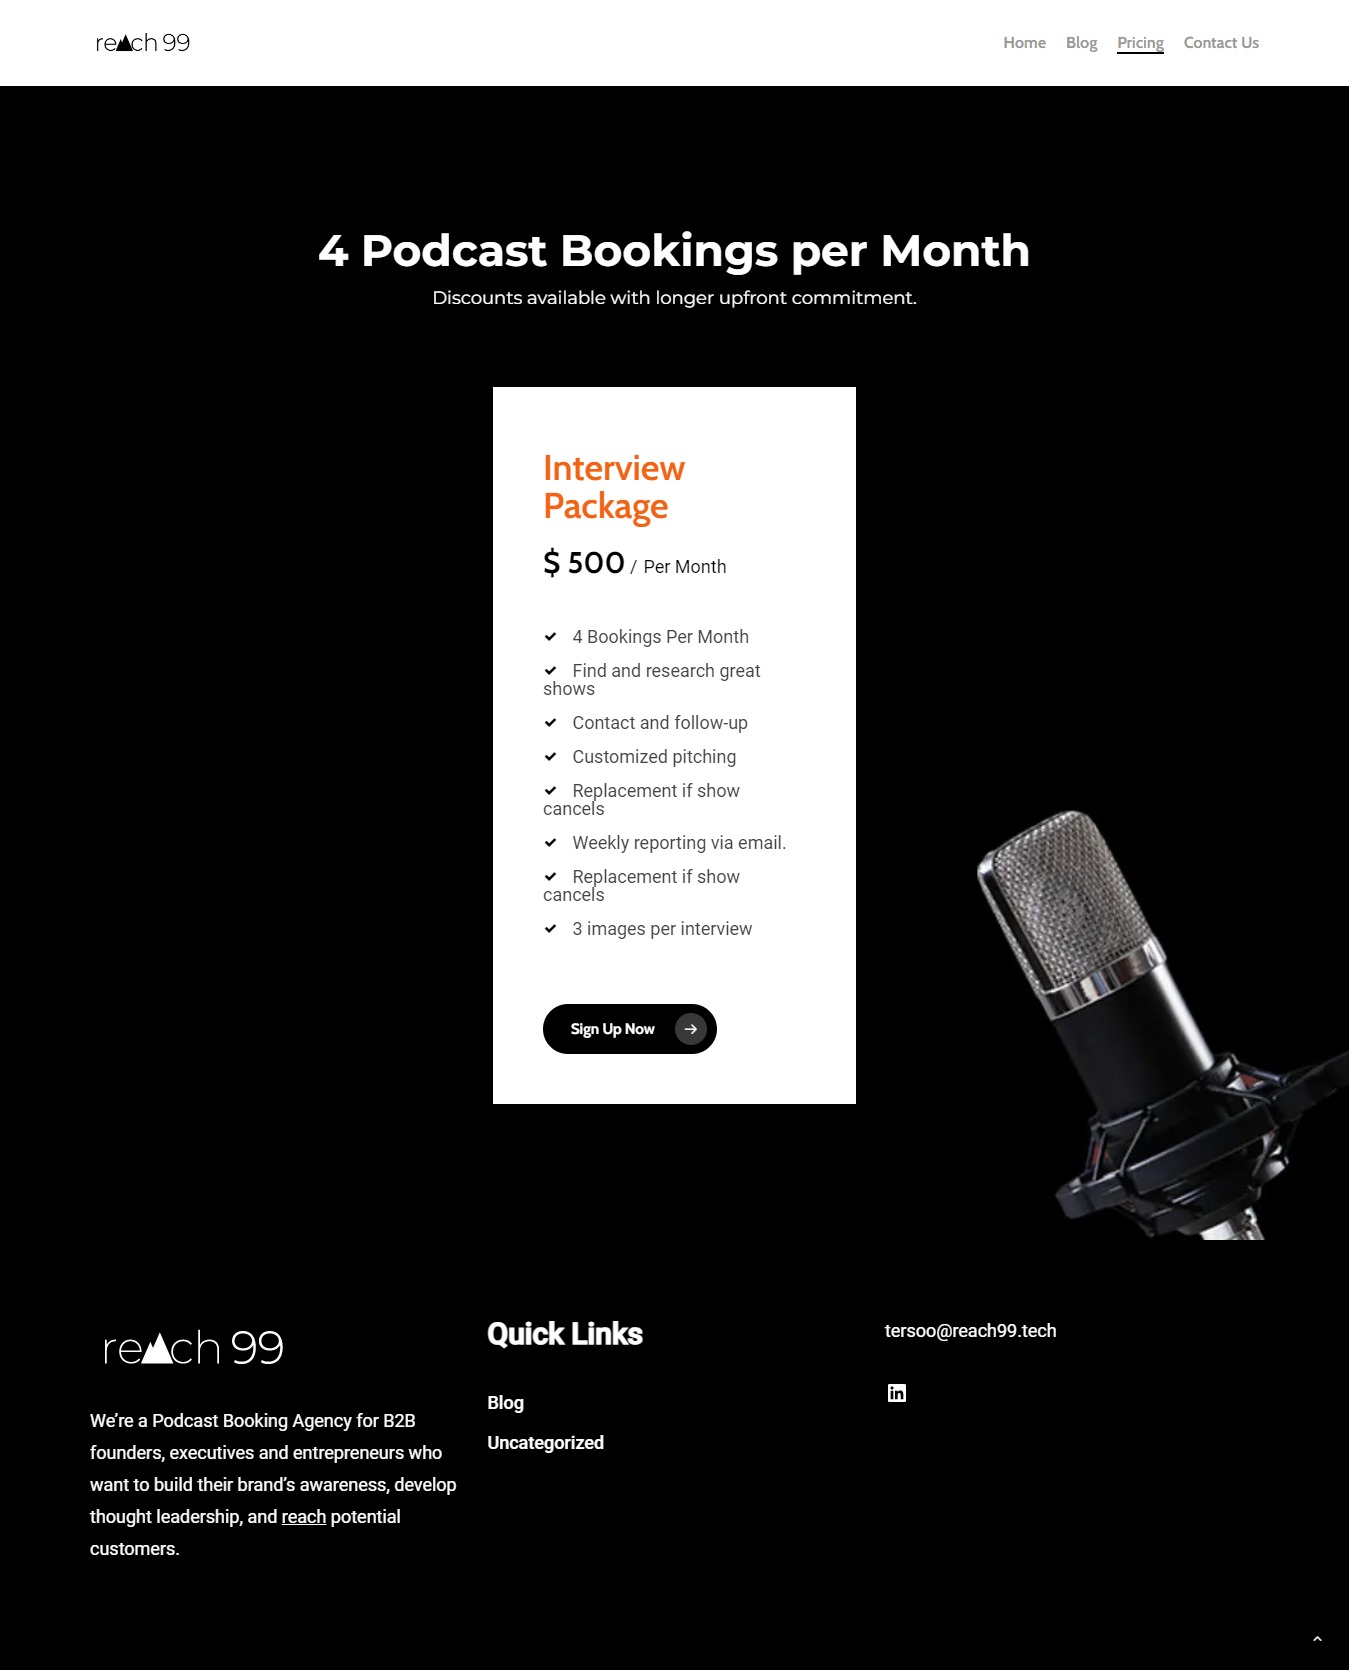 reach 99
Home Blog Pricing Contact Us
4 Podcast Bookings per Month
Discounts available with longer upfront commitment.
Interview
Package
$ 500 / Per Month
4 Bookings Per Month
Find and research great
shows
Contact and follow-up
Customized pitching
Replacement if show
cancels
Weekly reporting via email.
Replacement if show
cancels
3 images per interview
Sign Up Now
reach 99
We’re a Podcast Booking Agency for B2B
founders, executives and entrepreneurs who
want to build their brand’s awareness, develop
thought leadership, and reach potential
customers.
Quick Links
Blog
Uncategorized
tersoo@reach99.tech
in